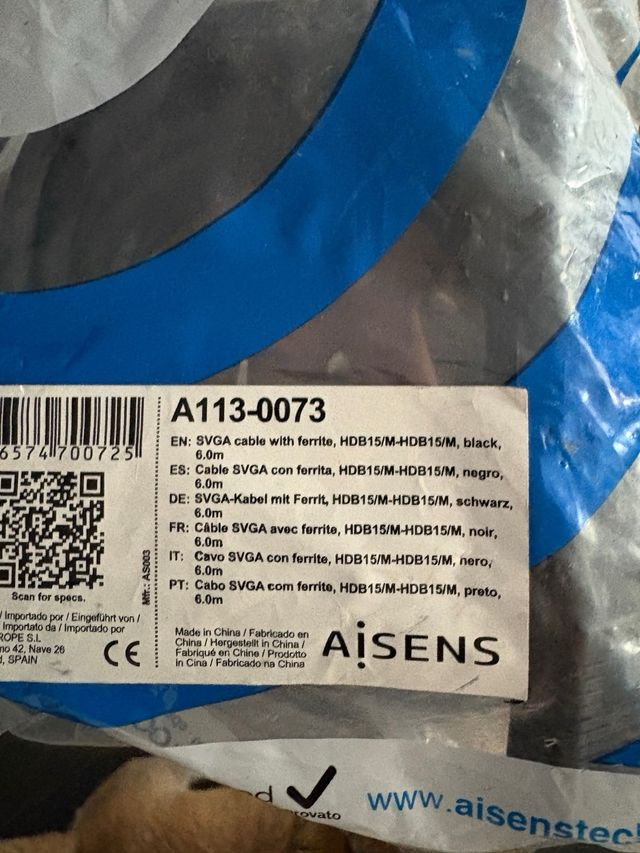 A113-0073
EN: SVGA cable with ferrite, HDB15/M-HDB15/M, black,
6.0m
ES: Cable SVGA con ferrita, HDB15/M-HDB15/M, negro,
6.0m
DE: SVGA-Kabel mit Ferrit, HDB15/M-HDB15/M, schwarz,
6.0m
FR: Câble SVGA avec ferrite, HDB15/M-HDB15/M, noir,
6.0m
IT: Cavo SVGA con ferrite, HDB15/M-HDB15/M, nero,
6.0m
PT: Cabo SVGA com ferrite, HDB15/M-HDB15/M, preto,
6.0m
6574700725
Scan for specs.
Mfr.: AS003
/ Importado por / Eingeführt von /
Importato da / Importado por
ROPE S.L
no 42, Nave 26
d, SPAIN
CE
Made in China / Fabricado en
China / Hergestellt in China /
Fabriqué en Chine / Prodotto
in Cina / Fabricado na China
AiSENS
d
rovato
www.aisenstec